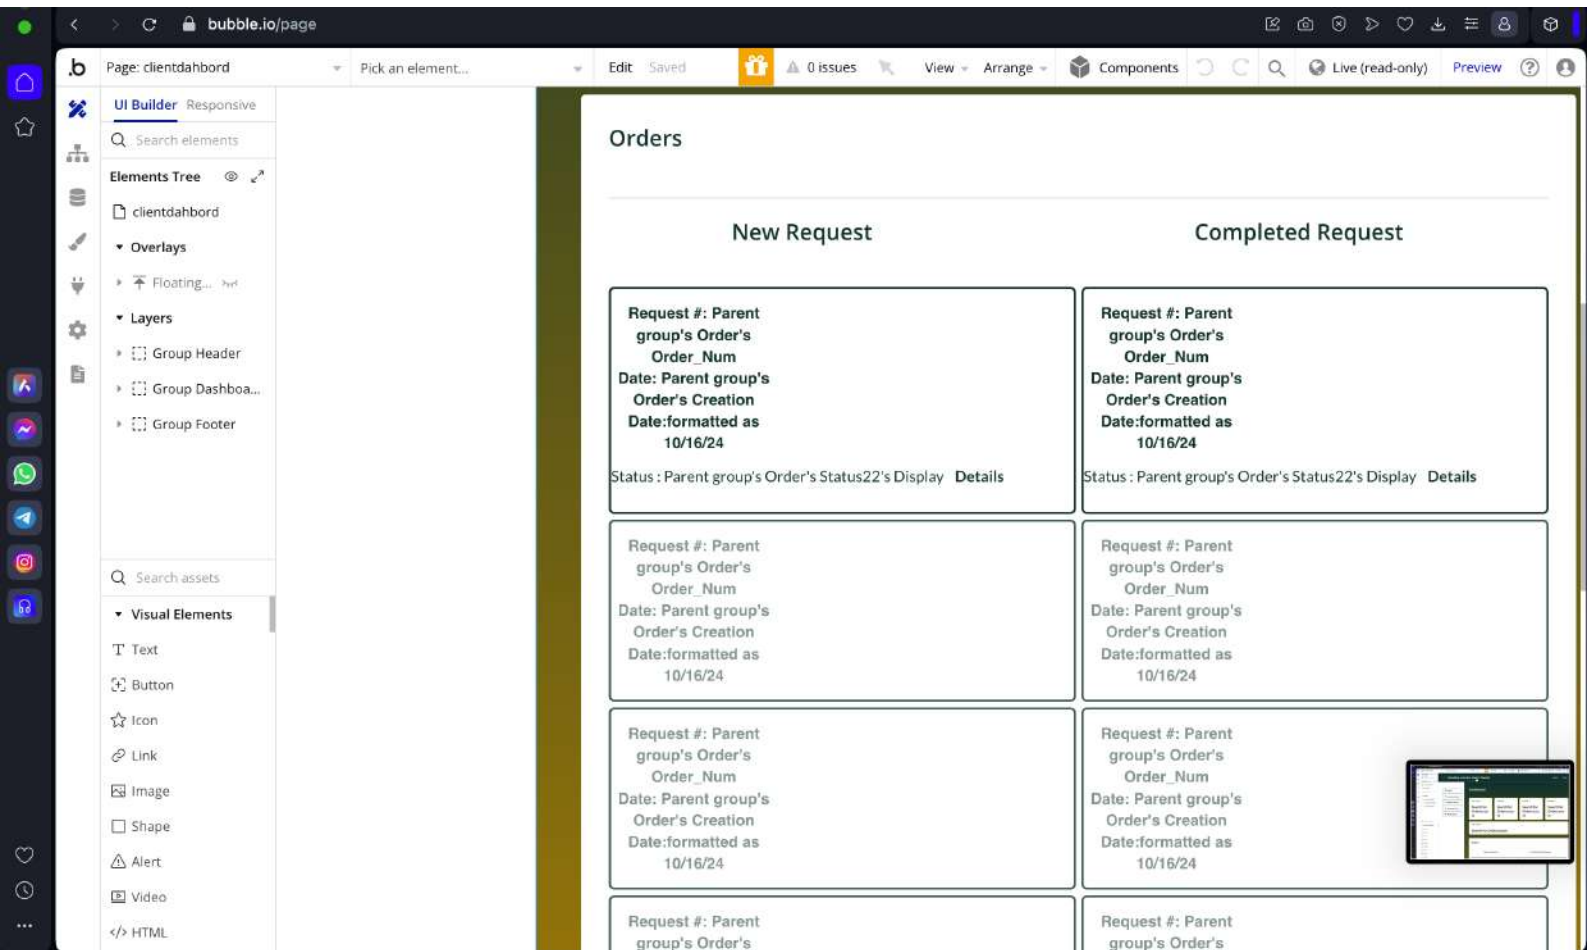 bubble.io/page
.b
Page: clientdahbord
Pick an element...
Edit
Saved
0 issues
View
Arrange
Components
Live (read-only)
Preview
UI Builder
Responsive
Search elements
Elements Tree
clientdahbord
Overlays
Floating...
Layers
Group Header
Group Dashboa...
Group Footer
Search assets
Visual Elements
T Text
Button
Icon
Link
Image
Shape
Alert
Video
</> HTML
Orders
New Request
Request #: Parent
group's Order's
Order_Num
Date: Parent group's
Order's Creation
Date:formatted as
10/16/24
Status : Parent group's Order's Status22's Display
Details
Request #: Parent
group's Order's
Order_Num
Date: Parent group's
Order's Creation
Date:formatted as
10/16/24
Request #: Parent
group's Order's
Order_Num
Date: Parent group's
Order's Creation
Date:formatted as
10/16/24
Request #: Parent
group's Order's
Completed Request
Request #: Parent
group's Order's
Order_Num
Date: Parent group's
Order's Creation
Date:formatted as
10/16/24
Status : Parent group's Order's Status22's Display
Details
Request #: Parent
group's Order's
Order_Num
Date: Parent group's
Order's Creation
Date:formatted as
10/16/24
Request #: Parent
group's Order's
Order_Num
Date: Parent group's
Order's Creation
Date:formatted as
10/16/24
Request #: Parent
group's Order's